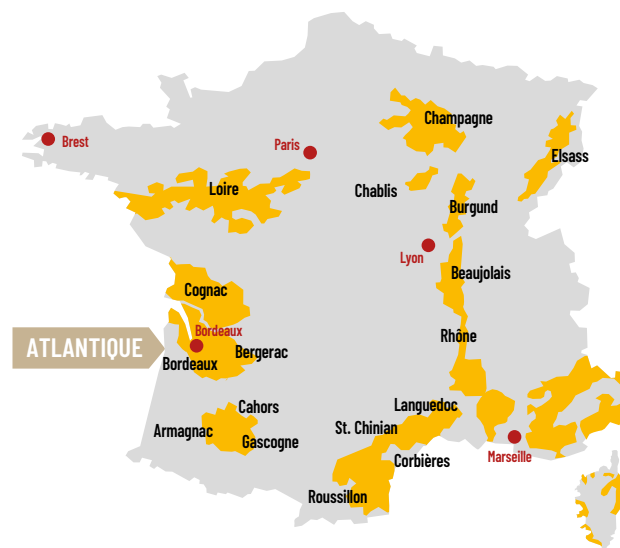 Champagne
Brest
Paris
Elsass
Loire
Chablis
Burgund
Lyon
Beaujolais
Cognac
Bordeaux
Rhône
ATLANTIQUE
Bergerac
Bordeaux
Languedoc
Cahors
St. Chinian
Armagnac
Gascogne
Marseille
Corbières
Roussillon